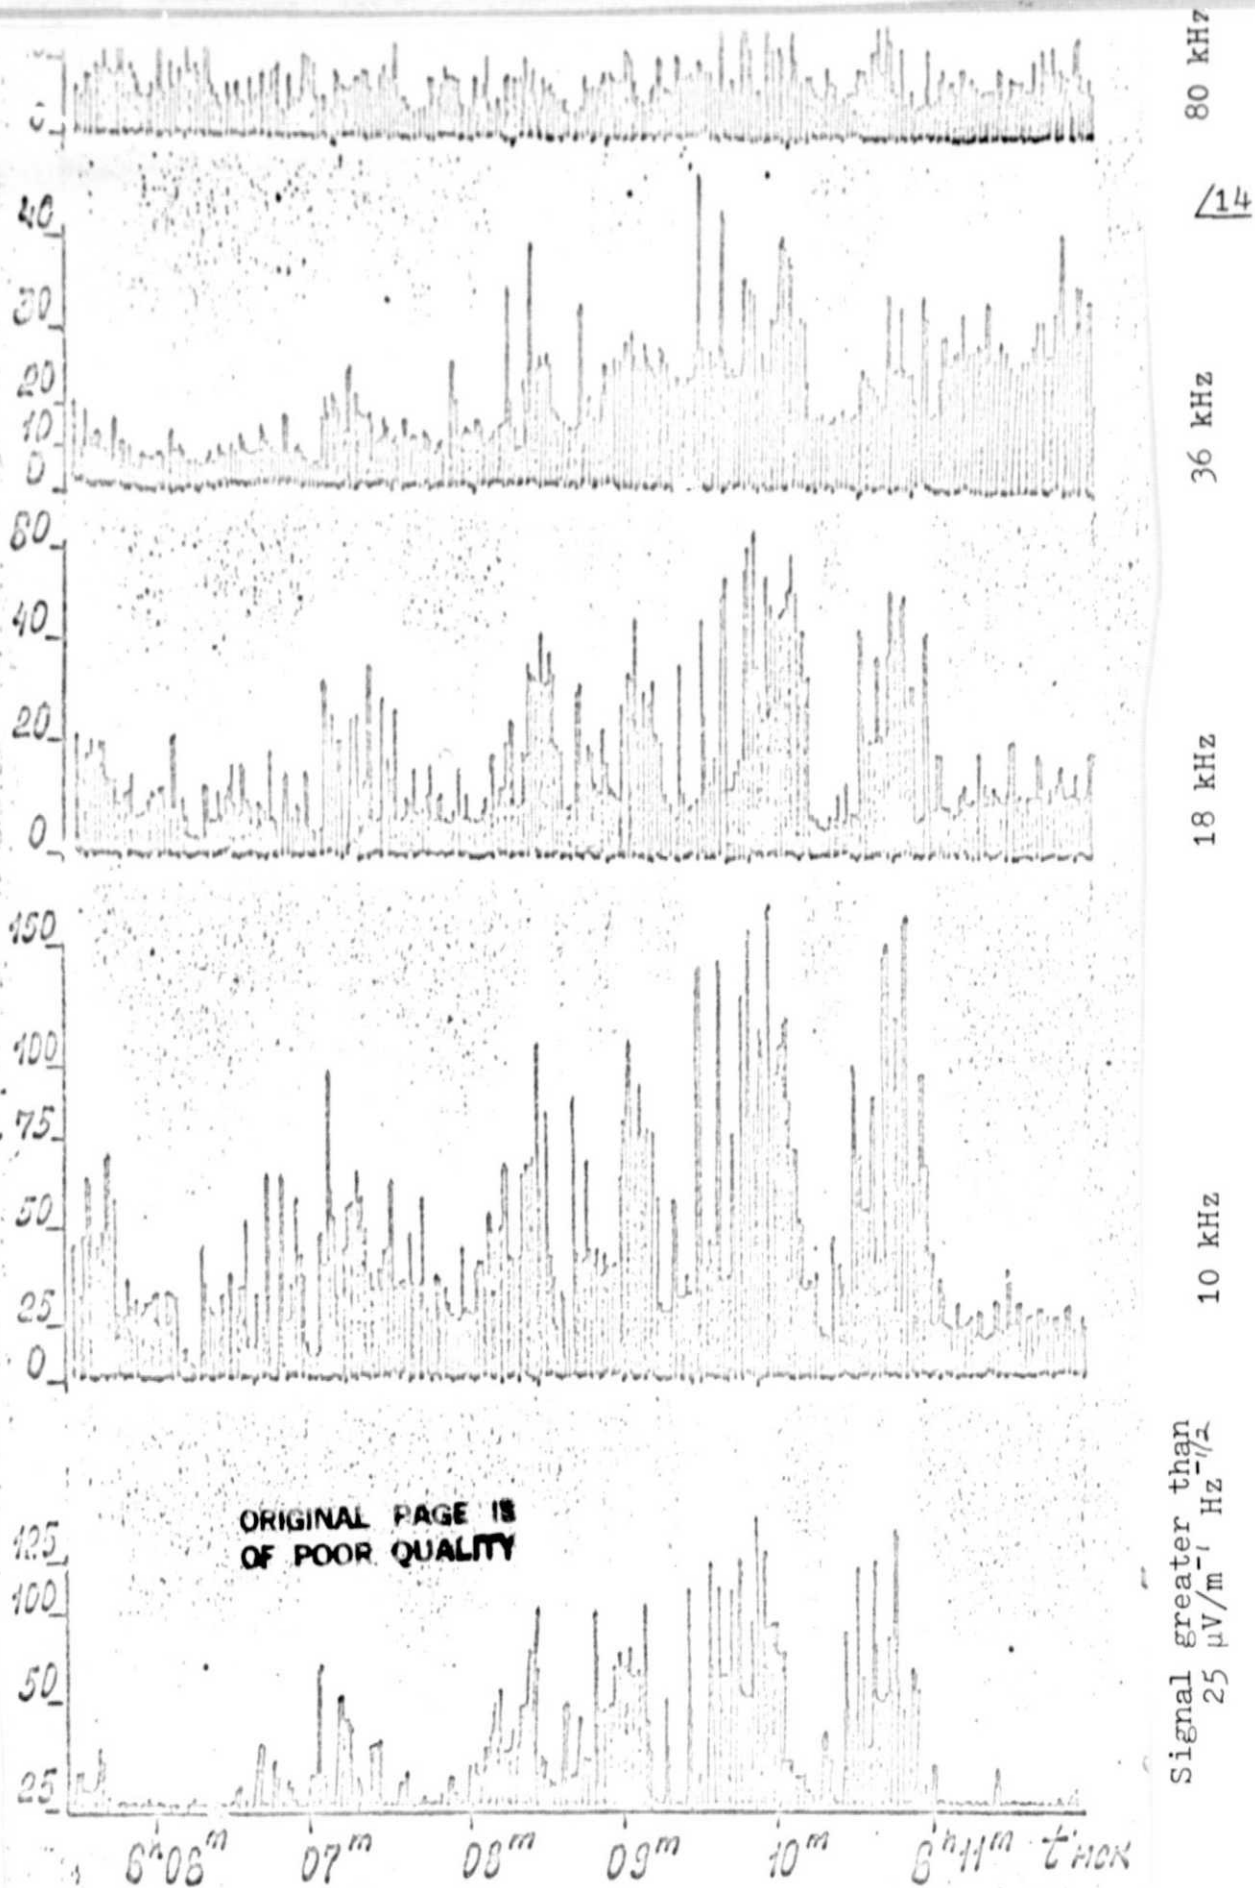 80 kHz
0
/14
40
30
20
10
0
36 kHz
60
40
20
0
18 kHz
150
100
75
50
25
0
10 kHz
ORIGINAL PAGE IS
OF POOR QUALITY
125
100
50
25
Signal greater than
25 μV/m⁻¹ Hz⁻¹/²
07ᵐ
08ᵐ
09ᵐ
10ᵐ
11ᵐ